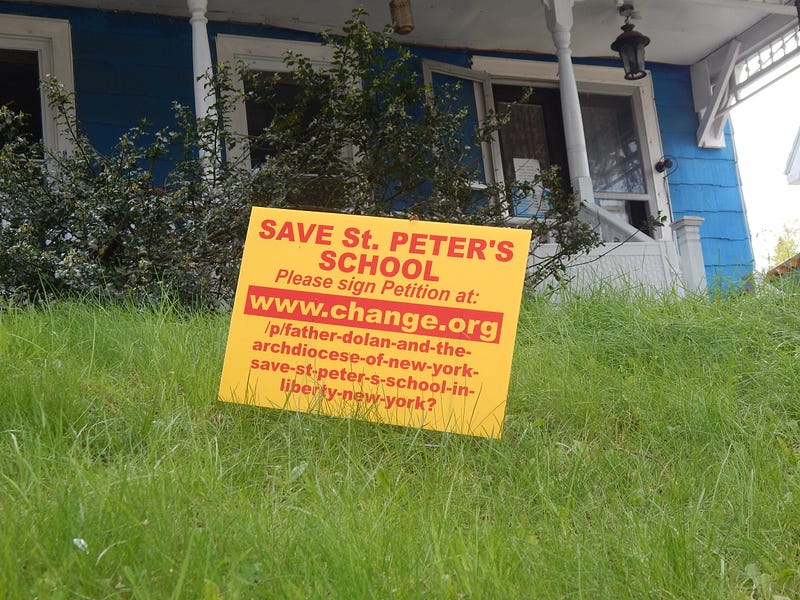 SAVE St. PETER'S
SCHOOL
Please sign Petition at:
www.change.org
/p/father-dolan-and-the-
archdiocese-of-new-york-
save-st-peter-s-school-in-
liberty-new-york?